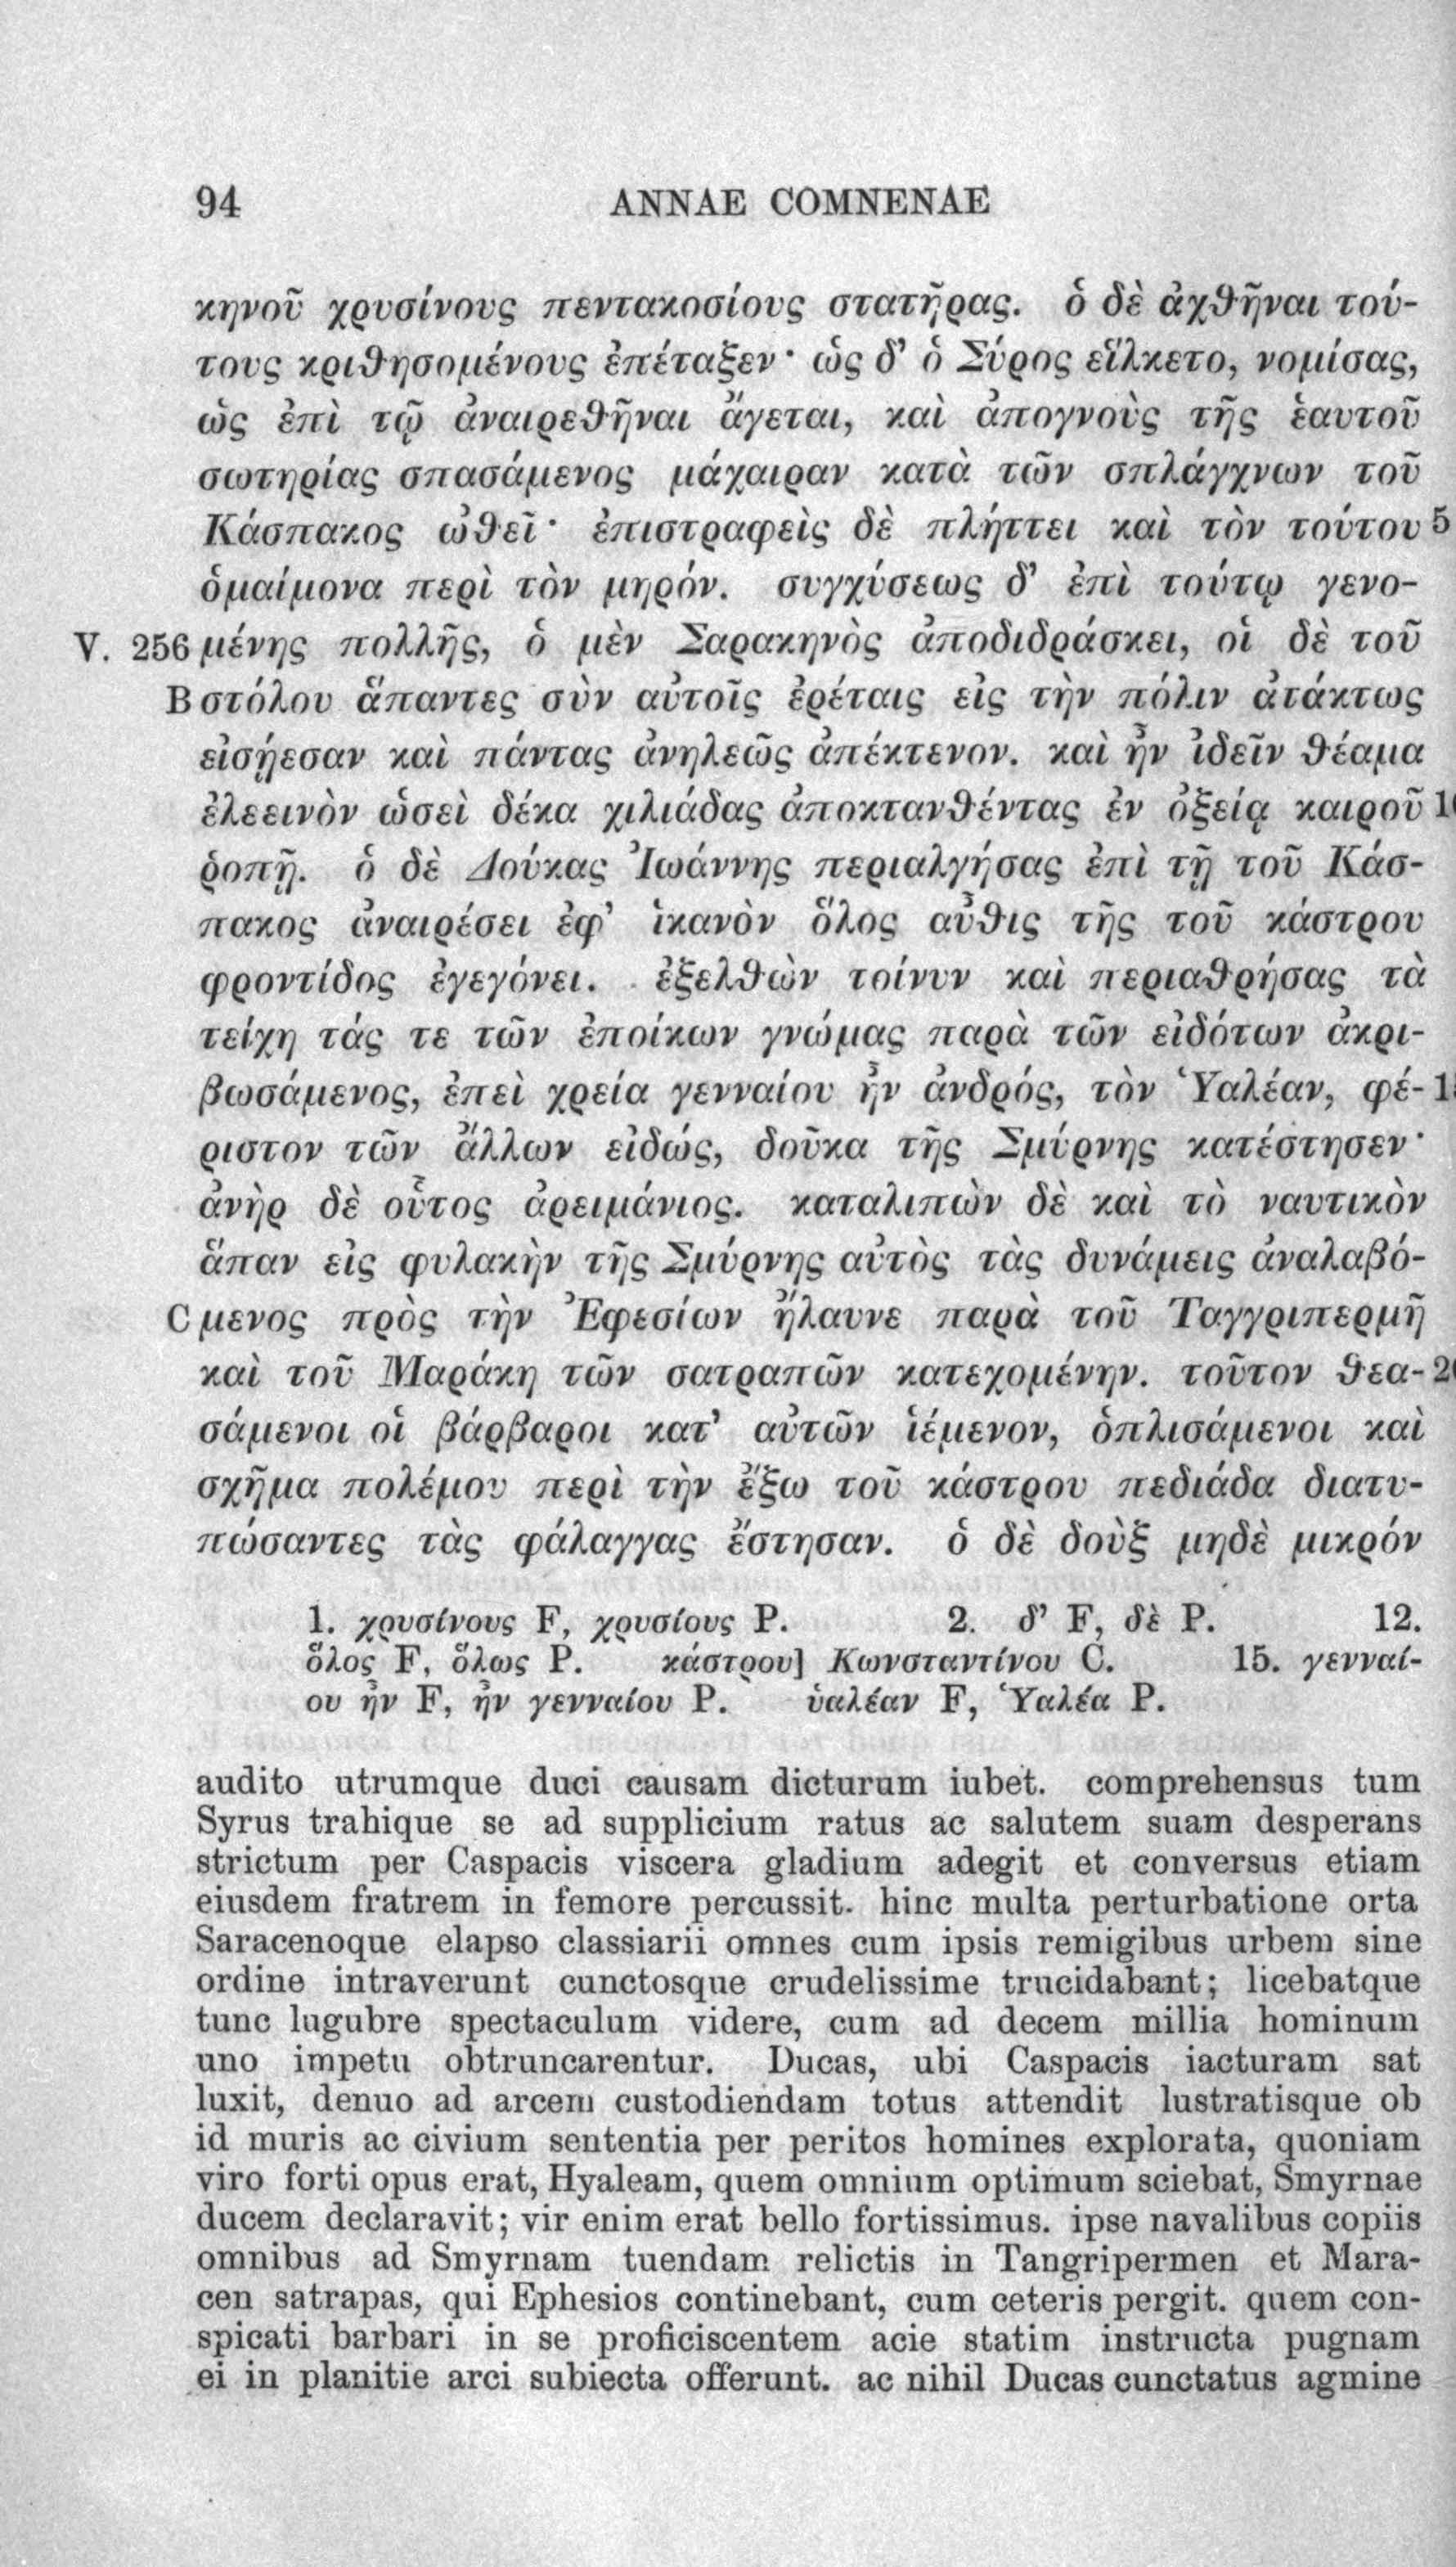 94 ANNAE COMNENAE
κηνοῦ χρυσίνους πεντακοσίους στατῆρας. ὁ δὲ ἀχθῆναι τού-
τους κριθησομένους ἐπέταξεν· ὡς δ’ ὁ Σύρος εἵλκετο, νομίσας,
ὡς ἐπὶ τῷ ἀναιρεθῆναι ἄγεται, καὶ ἀπογνοὺς τῆς ἑαυτοῦ
σωτηρίας σπασάμενος μάχαιραν κατὰ τῶν σπλάγχνων τοῦ
Κάσπακος ὠθεῖ· ἐπιστραφεὶς δὲ πλήττει καὶ τὸν τούτου 5
ὁμαίμονα περὶ τὸν μηρόν. συγχύσεως δ’ ἐπὶ τούτῳ γενο-
V. 256 μένης πολλῆς, ὁ μὲν Σαρακηνὸς ἀποδιδράσκει, οἱ δὲ τοῦ
B στόλου ἅπαντες σὺν αὐτοῖς ἐρέταις εἰς τὴν πόλιν ἀτάκτως
εἰσῄεσαν καὶ πάντας ἀνηλεῶς ἀπέκτενον. καὶ ἦν ἰδεῖν θέαμα
ἐλεεινὸν ὡσεὶ δέκα χιλιάδας ἀποκτανθέντας ἐν ὀξείᾳ καιροῦ 10
ῥοπῇ. ὁ δὲ Δούκας Ἰωάννης περιαλγήσας ἐπὶ τῇ τοῦ Κάσ-
πακος ἀναιρέσει ἐφ’ ἱκανὸν ὅλος αὖθις τῆς τοῦ κάστρου
φροντίδος ἐγεγόνει. ἐξελθὼν τοίνυν καὶ περιαθρήσας τὰ
τείχη τάς τε τῶν ἐποίκων γνώμας παρὰ τῶν εἰδότων ἀκρι-
βωσάμενος, ἐπεὶ χρεία γενναίου ἦν ἀνδρός, τὸν Ὑαλέαν, φέ- 1
ριστον τῶν ἄλλων εἰδώς, δοῦκα τῆς Σμύρνης κατέστησεν·
ἀνὴρ δὲ οὗτος ἀρειμάνιος. καταλιπὼν δὲ καὶ τὸ ναυτικὸν
ἅπαν εἰς φυλακὴν τῆς Σμύρνης αὐτὸς τὰς δυνάμεις ἀναλαβό-
C μενος πρὸς τὴν Ἐφεσίων ἤλαυνε παρὰ τοῦ Ταγγριπερμῆ
καὶ τοῦ Μαράκη τῶν σατραπῶν κατεχομένην. τοῦτον θεα- 20
σάμενοι οἱ βάρβαροι κατ’ αὐτῶν ἱέμενον, ὁπλισάμενοι καὶ
σχῆμα πολέμου περὶ τὴν ἔξω τοῦ κάστρου πεδιάδα διατυ-
πώσαντες τὰς φάλαγγας ἔστησαν. ὁ δὲ δοὺξ μηδὲ μικρόν
1. χρυσίνους F, χρυσίους P. 2. δ’ F, δὲ P. 12.
ὅλος F, ὅλως P. κάστρου] Κωνσταντίνου C. 15. γενναί-
ου ἦν F, ἦν γενναίου P. ὑαλέαν F, Ὑαλέα P.
audito utrumque duci causam dicturum iubet. comprehensus tum
Syrus trahique se ad supplicium ratus ac salutem suam desperans
strictum per Caspacis viscera gladium adegit et conversus etiam
eiusdem fratrem in femore percussit. hinc multa perturbatione orta
Saracenoque elapso classiarii omnes cum ipsis remigibus urbem sine
ordine intraverunt cunctosque crudelissime trucidabant; licebatque
tunc lugubre spectaculum videre, cum ad decem millia hominum
uno impetu obtruncarentur. Ducas, ubi Caspacis iacturam sat
luxit, denuo ad arcem custodiendam totus attendit lustratisque ob
id muris ac civium sententia per peritos homines explorata, quoniam
viro forti opus erat, Hyaleam, quem omnium optimum sciebat, Smyrnae
ducem declaravit; vir enim erat bello fortissimus. ipse navalibus copiis
omnibus ad Smyrnam tuendam relictis in Tangripermen et Mara-
cen satrapas, qui Ephesios continebant, cum ceteris pergit. quem con-
spicati barbari in se proficiscentem acie statim instructa pugnam
ei in planitie arci subiecta offerunt. ac nihil Ducas cunctatus agmine